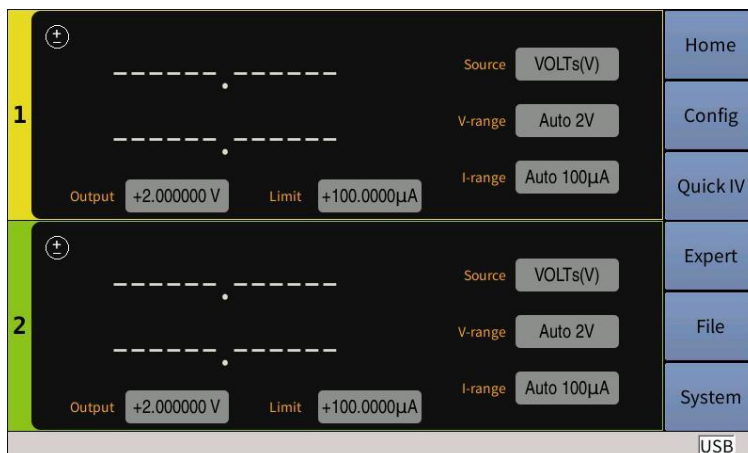 1
±
------.------
------.------
Source VOLTs(V)
V-range Auto 2V
I-range Auto 100µA
Output +2.000000 V Limit +100.0000µA
2
±
------.------
------.------
Source VOLTs(V)
V-range Auto 2V
I-range Auto 100µA
Output +2.000000 V Limit +100.0000µA
Home
Config
Quick IV
Expert
File
System
USB